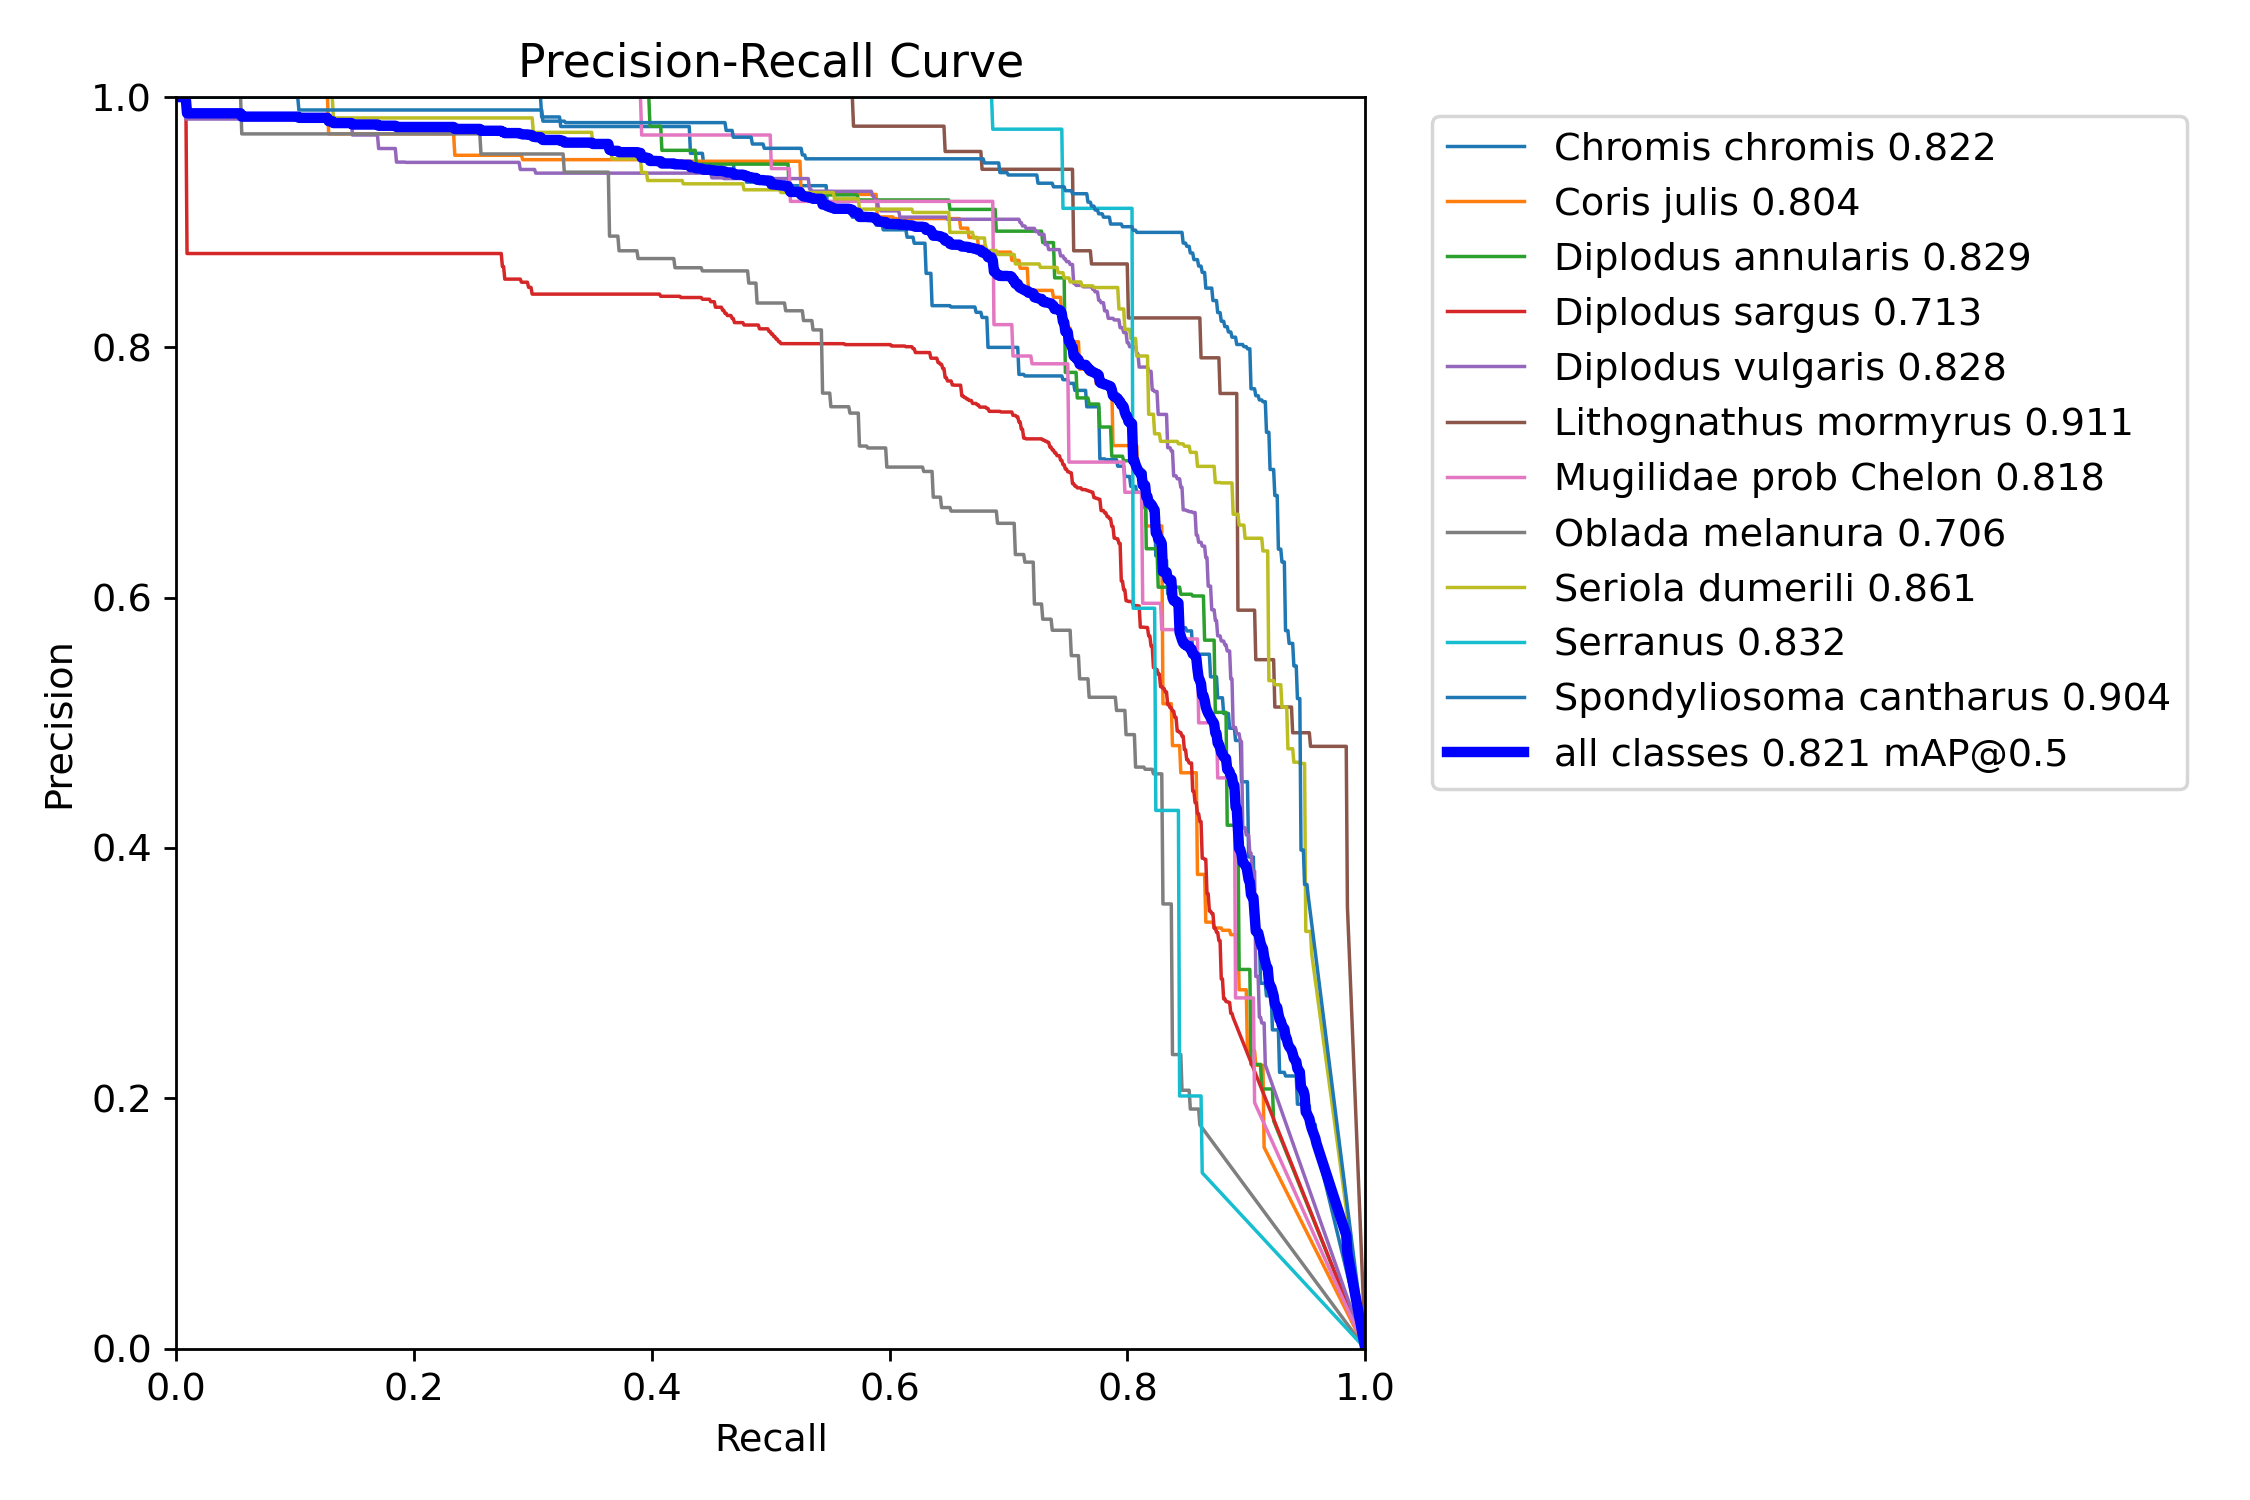 Precision-Recall Curve
1.0
0.8
0.6
0.4
0.2
0.0
Precision
0.0 0.2 0.4 0.6 0.8 1.0
Recall
Chromis chromis 0.822
Coris julis 0.804
Diplodus annularis 0.829
Diplodus sargus 0.713
Diplodus vulgaris 0.828
Lithognathus mormyrus 0.911
Mugilidae prob Chelon 0.818
Oblada melanura 0.706
Seriola dumerili 0.861
Serranus 0.832
Spondyliosoma cantharus 0.904
all classes 0.821 mAP@0.5